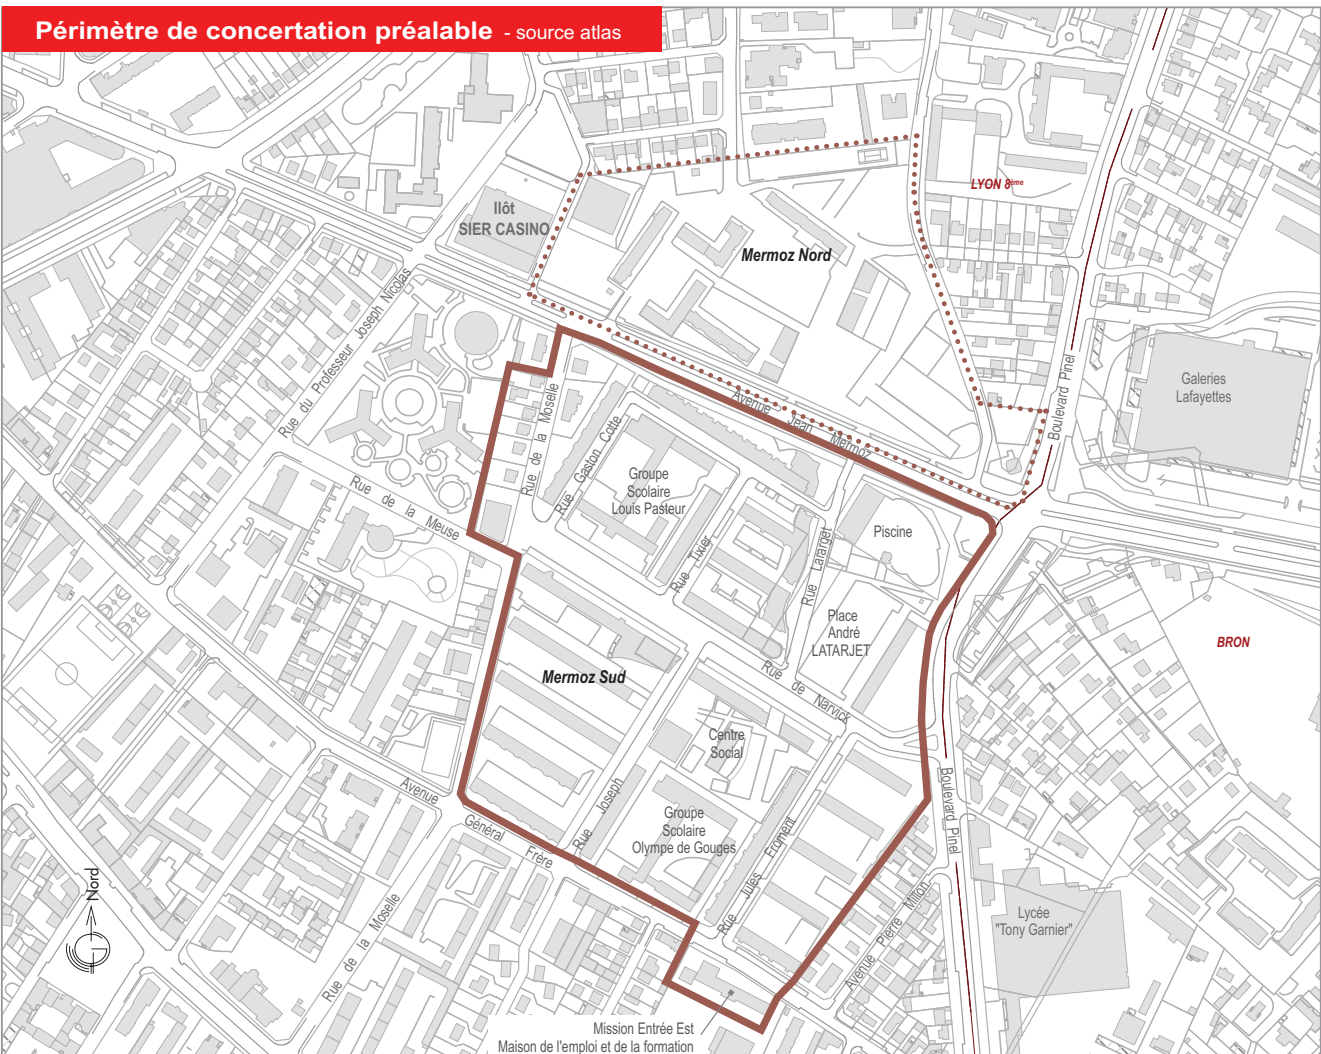 Périmètre de concertation préalable - source atlas
LYON 8ème
Ilôt
SIER CASINO
Mermoz Nord
Rue du Professeur Joseph Nicolas
Galeries
Lafayettes
Boulevard Pinel
Avenue Jean Mermoz
Rue de la Moselle
Rue Gaston Cotte
Groupe
Scolaire
Louis Pasteur
Rue de la Meuse
Piscine
Rue Tixier
Rue Latarget
Place
André
LATARJET
BRON
Mermoz Sud
Rue de Narvick
Centre
Social
Avenue Général Frère
Rue Joseph
Groupe
Scolaire
Olympe de Gouges
Rue Jules Froment
Boulevard Pinel
Nord
Rue de la Moselle
Avenue Pierre Millon
Lycée
"Tony Garnier"
Mission Entrée Est
Maison de l'emploi et de la formation